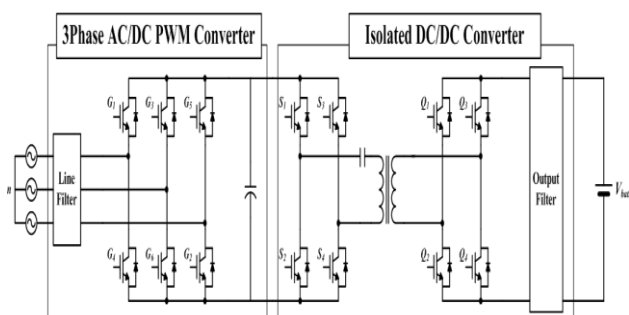 3Phase AC/DC PWM Converter
Isolated DC/DC Converter
G1
G3
G5
S1
S3
Q1
Q3
n
Line
Filter
Output
Filter
Vbat
G4
G6
G2
S2
S4
Q2
Q4